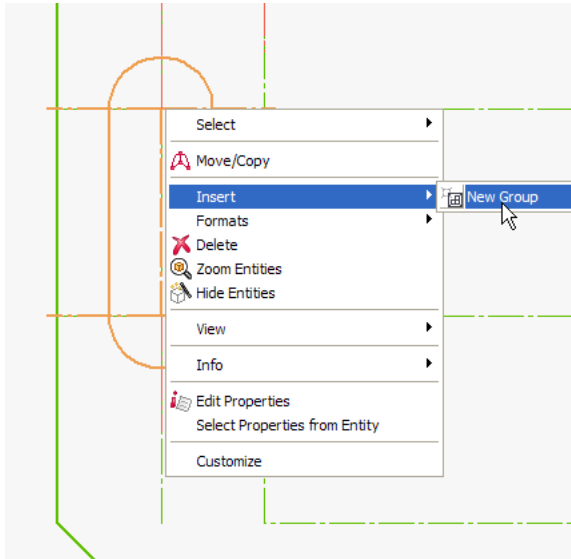 Select
Move/Copy
Insert
New Group
Formats
Delete
Zoom Entities
Hide Entities
View
Info
Edit Properties
Select Properties from Entity
Customize